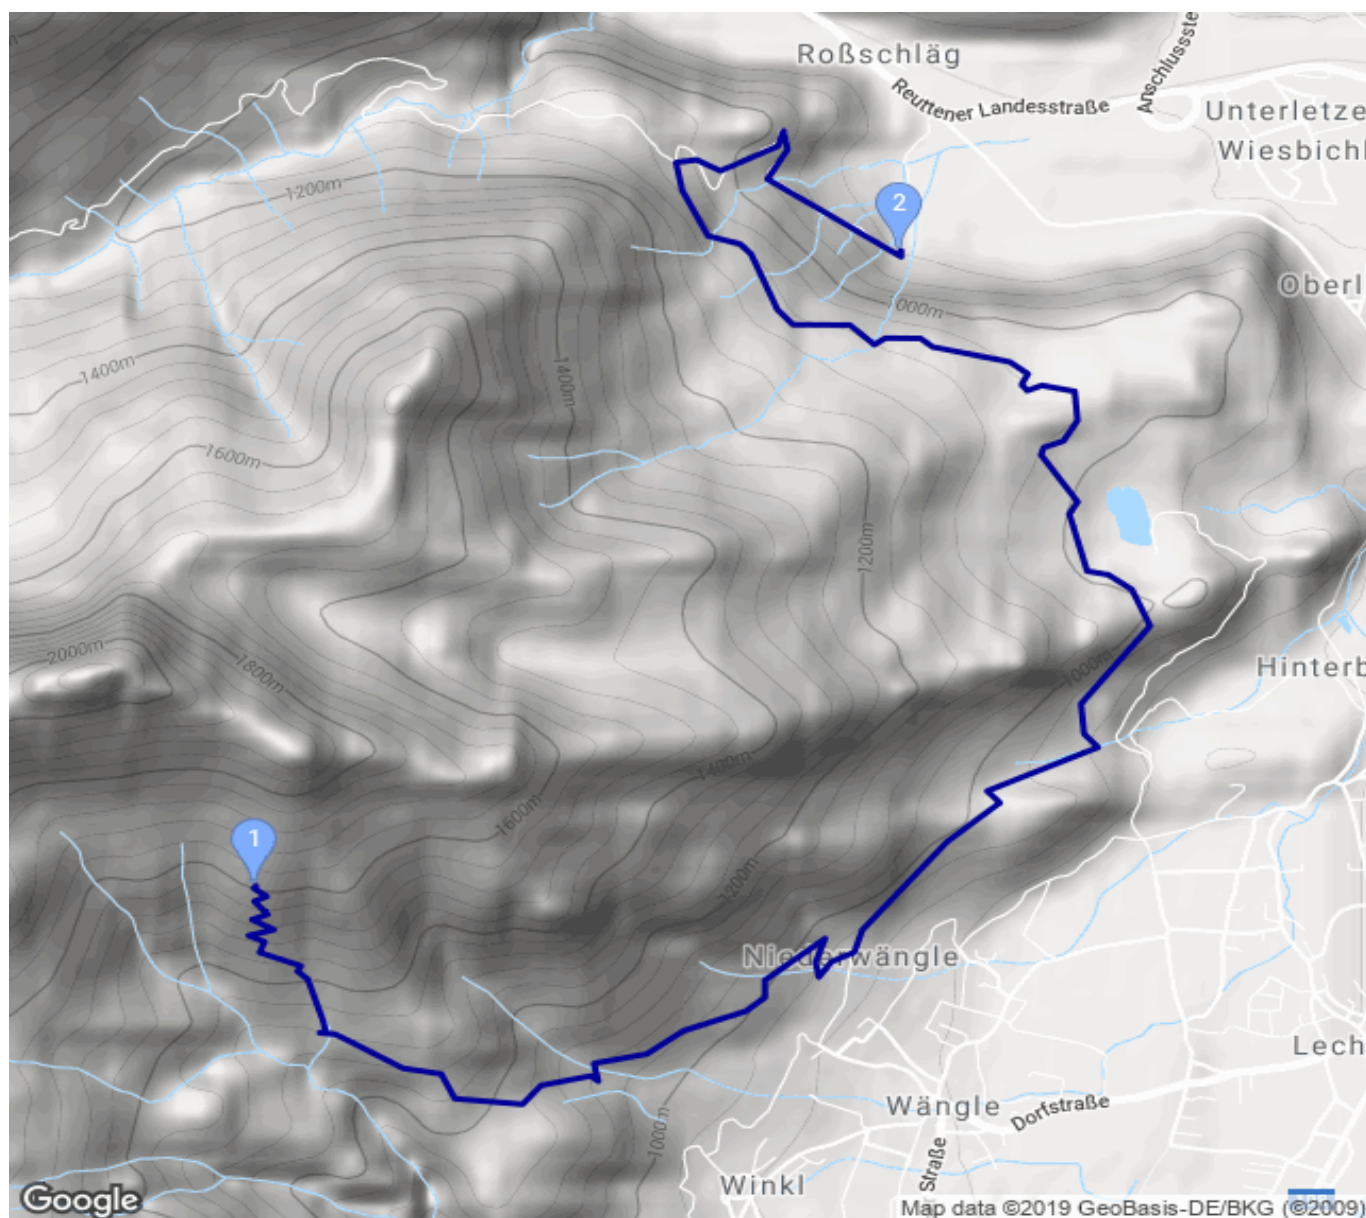 Roßschläg
Reuttener Landesstraße
Anschlussste
Unterletze
Wiesbichl
1200m
2
Oberl
1000m
1400m
1400m
1600m
1200m
2000m
1800m
1000m
Hinterb
1400m
1600m
1
1200m
Niederwängle
Lech
Wängle
Dorfstraße
1000m
Straße
Winkl
Google
Map data ©2019 GeoBasis-DE/BKG (©2009)